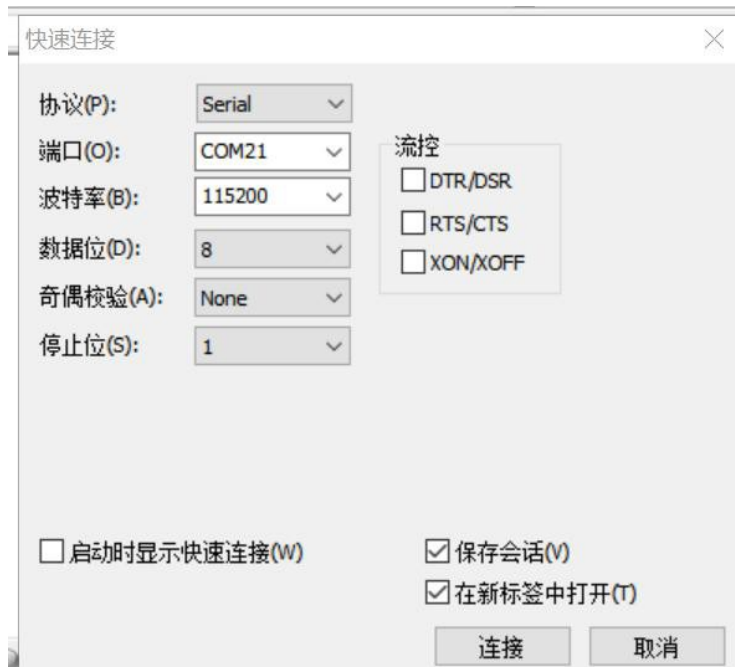 快速连接
协议(P): Serial
端口(O): COM21
波特率(B): 115200
数据位(D): 8
奇偶校验(A): None
停止位(S): 1
流控
DTR/DSR
RTS/CTS
XON/XOFF
启动时显示快速连接(W)
保存会话(V)
在新标签中打开(T)
连接
取消